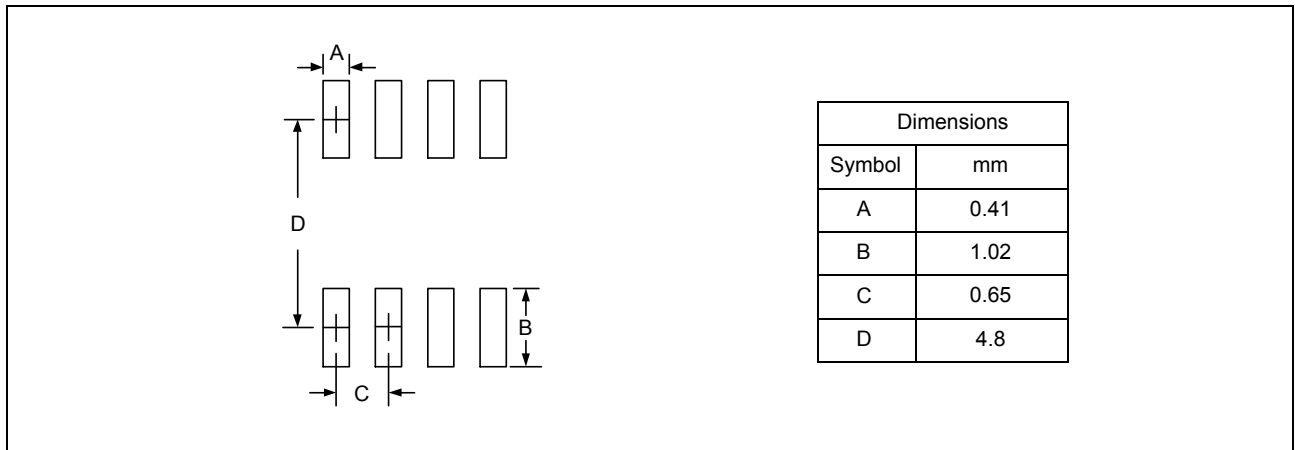 A
D
B
C
Dimensions
Symbol mm
A 0.41
B 1.02
C 0.65
D 4.8